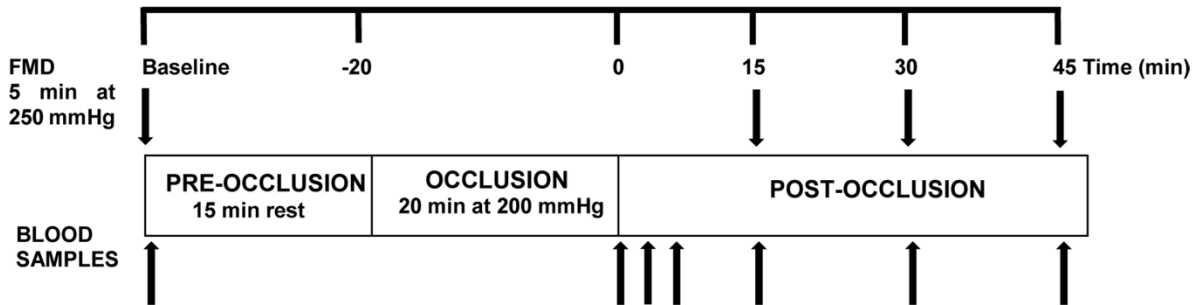 FMD
5 min at
250 mmHg
Baseline -20 0 15 30 45 Time (min)
PRE-OCCLUSION
15 min rest
OCCLUSION
20 min at 200 mmHg
POST-OCCLUSION
BLOOD
SAMPLES